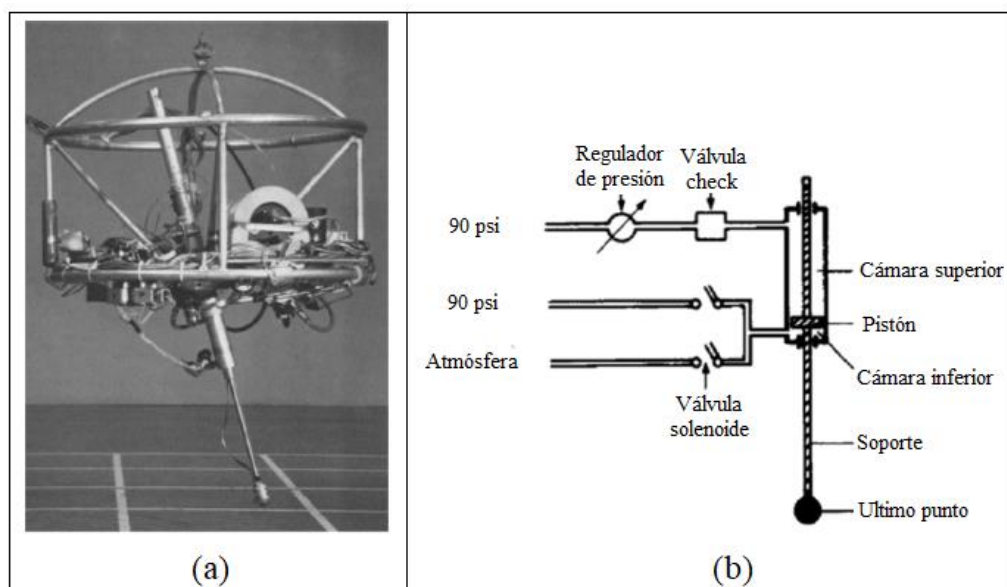 Regulador
de presión
Válvula
check
90 psi
Cámara superior
90 psi
Pistón
Atmósfera
Cámara inferior
Válvula
solenoide
Soporte
Ultimo punto
(a)
(b)